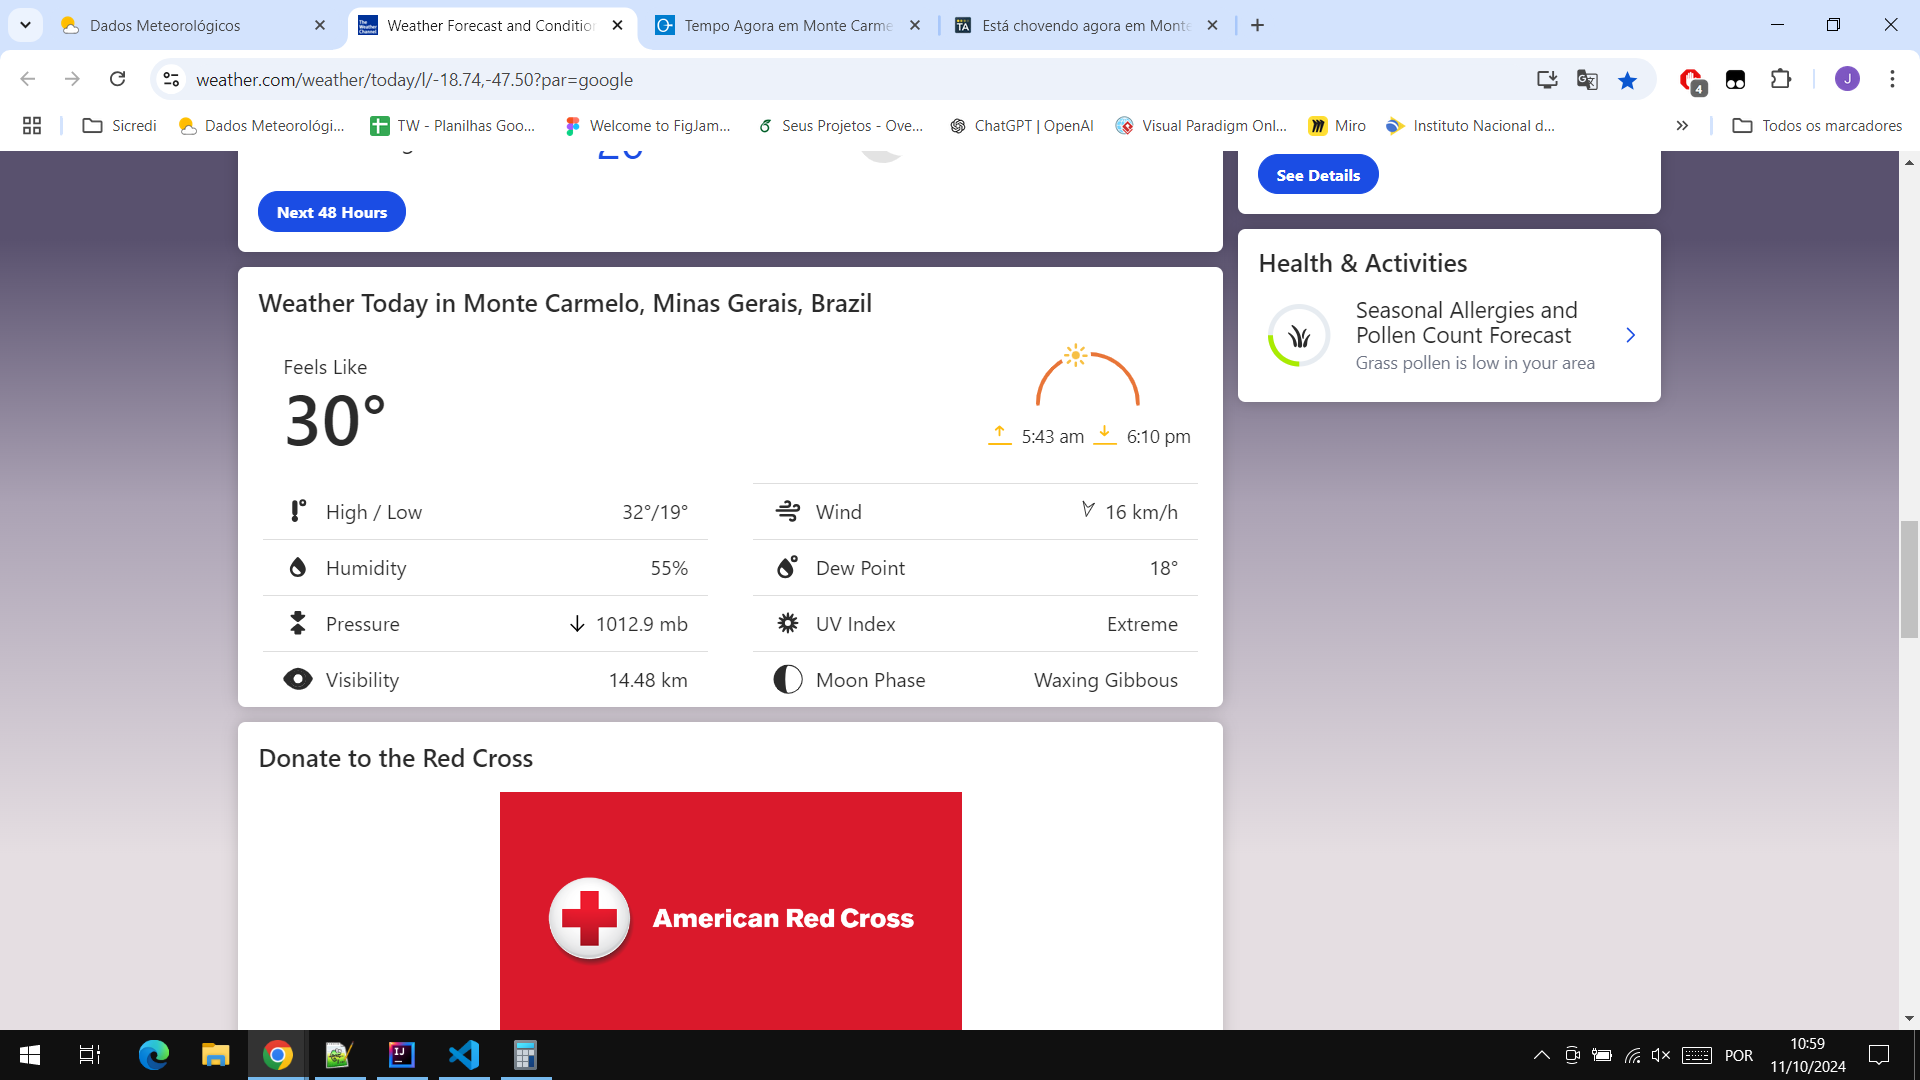 Dados Meteorológicos
Weather Forecast and Condition
Tempo Agora em Monte Carme
Está chovendo agora em Monte
weather.com/weather/today/l/-18.74,-47.50?par=google
4
J
Sicredi
Dados Meteorológi...
TW - Planilhas Goo...
Welcome to FigJam...
Seus Projetos - Ove...
ChatGPT | OpenAI
Visual Paradigm Onl...
Miro
Instituto Nacional d...
Todos os marcadores
Next 48 Hours
See Details
Weather Today in Monte Carmelo, Minas Gerais, Brazil
Feels Like
30°
5:43 am
6:10 pm
High / Low
32°/19°
Wind
16 km/h
Humidity
55%
Dew Point
18°
Pressure
1012.9 mb
UV Index
Extreme
Visibility
14.48 km
Moon Phase
Waxing Gibbous
Health & Activities
Seasonal Allergies and
Pollen Count Forecast
Grass pollen is low in your area
Donate to the Red Cross
American Red Cross
POR
10:59
11/10/2024